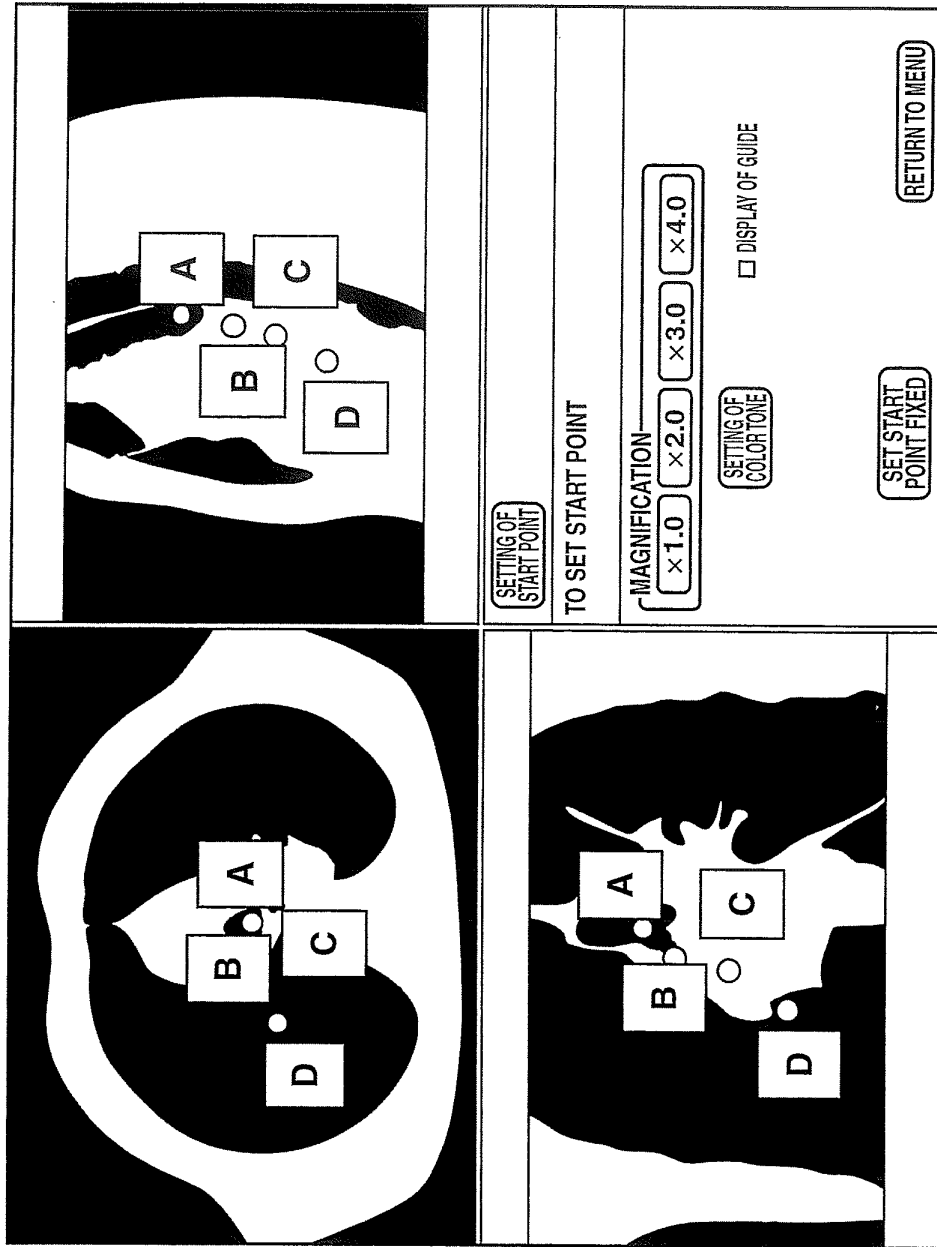 A
B
C
D
A
B
C
D
A
B
C
D
SETTING OF
START POINT
TO SET START POINT
MAGNIFICATION
×1.0 ×2.0 ×3.0 ×4.0
SETTING OF
COLOR TONE
DISPLAY OF GUIDE
SET START
POINT FIXED
RETURN TO MENU